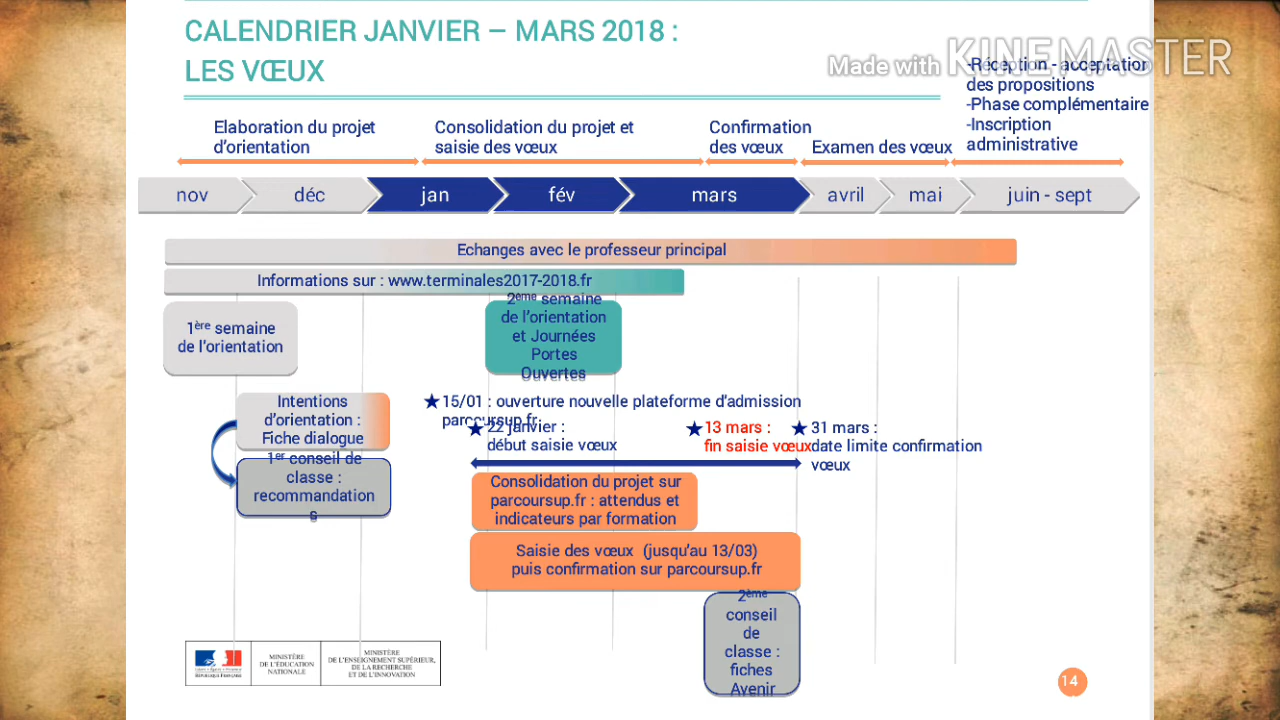 CALENDRIER JANVIER – MARS 2018 :
LES VŒUX
Made with KINEMASTER
-Réception - acceptation
des propositions
-Phase complémentaire
-Inscription
administrative
Elaboration du projet
d'orientation
Consolidation du projet et
saisie des vœux
Confirmation
des vœux
Examen des vœux
nov
déc
jan
fév
mars
avril
mai
juin - sept
Echanges avec le professeur principal
Informations sur : www.terminales2017-2018.fr
1ère semaine
de l'orientation
2ème semaine
de l'orientation
et Journées
Portes
Ouvertes
Intentions
d'orientation :
Fiche dialogue
1er conseil de
classe :
recommandation
s
15/01 : ouverture nouvelle plateforme d'admission
parcoursup.fr
22 janvier :
début saisie vœux
13 mars :
fin saisie vœux
31 mars :
date limite confirmation
vœux
Consolidation du projet sur
parcoursup.fr : attendus et
indicateurs par formation
Saisie des vœux (jusqu'au 13/03)
puis confirmation sur parcoursup.fr
2ème
conseil
de
classe :
fiches
Avenir
RÉPUBLIQUE FRANÇAISE
MINISTÈRE
DE L'ÉDUCATION
NATIONALE
MINISTÈRE
DE L'ENSEIGNEMENT SUPÉRIEUR,
DE LA RECHERCHE
ET DE L'INNOVATION
14